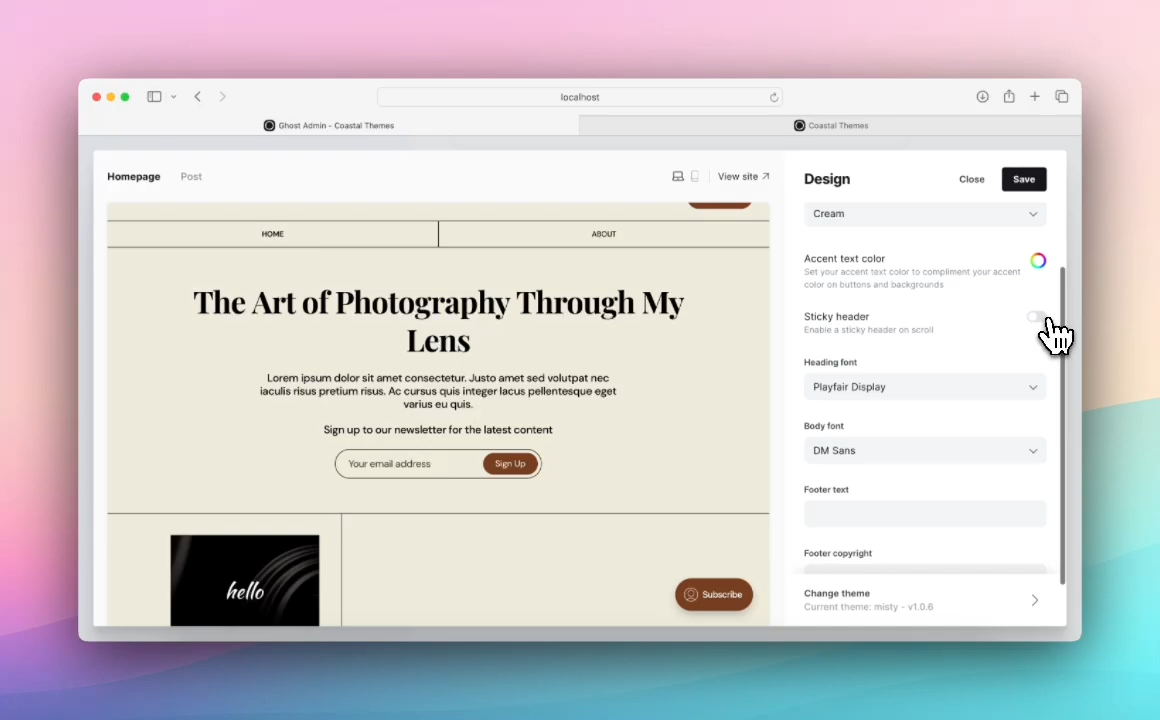 localhost
Ghost Admin - Coastal Themes
Coastal Themes
Homepage
Post
View site
HOME
ABOUT
The Art of Photography Through My
Lens
Lorem ipsum dolor sit amet consectetur. Justo amet sed volutpat nec
iaculis risus pretium risus. Ac cursus quis integer lacus pellentesque eget
varius eu quis.
Sign up to our newsletter for the latest content
Your email address
Sign Up
hello
Subscribe
Design
Close
Save
Cream
Accent text color
Set your accent text color to compliment your accent
color on buttons and backgrounds
Sticky header
Enable a sticky header on scroll
Heading font
Playfair Display
Body font
DM Sans
Footer text
Footer copyright
Change theme
Current theme: misty - v1.0.6